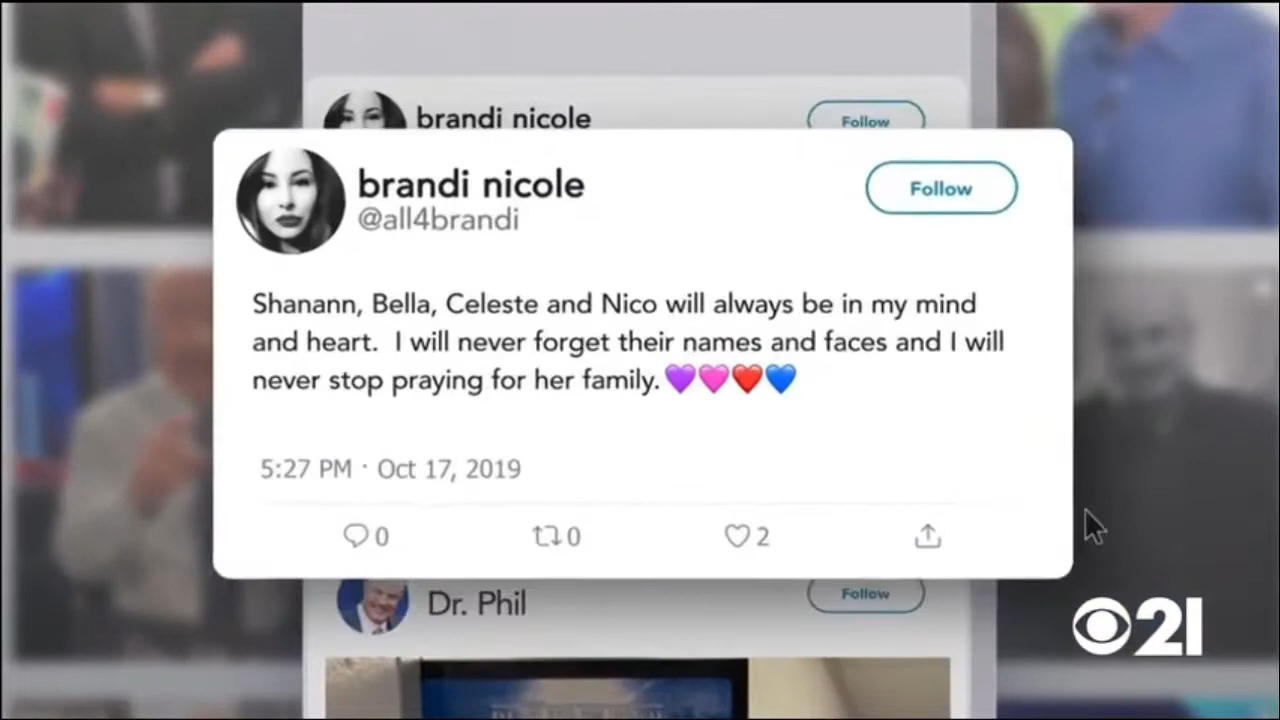 brandi nicole
Follow
brandi nicole
@all4brandi
Follow
Shanann, Bella, Celeste and Nico will always be in my mind
and heart. I will never forget their names and faces and I will
never stop praying for her family.💜💗❤️💙
5:27 PM · Oct 17, 2019
0
0
2
Dr. Phil
Follow
21